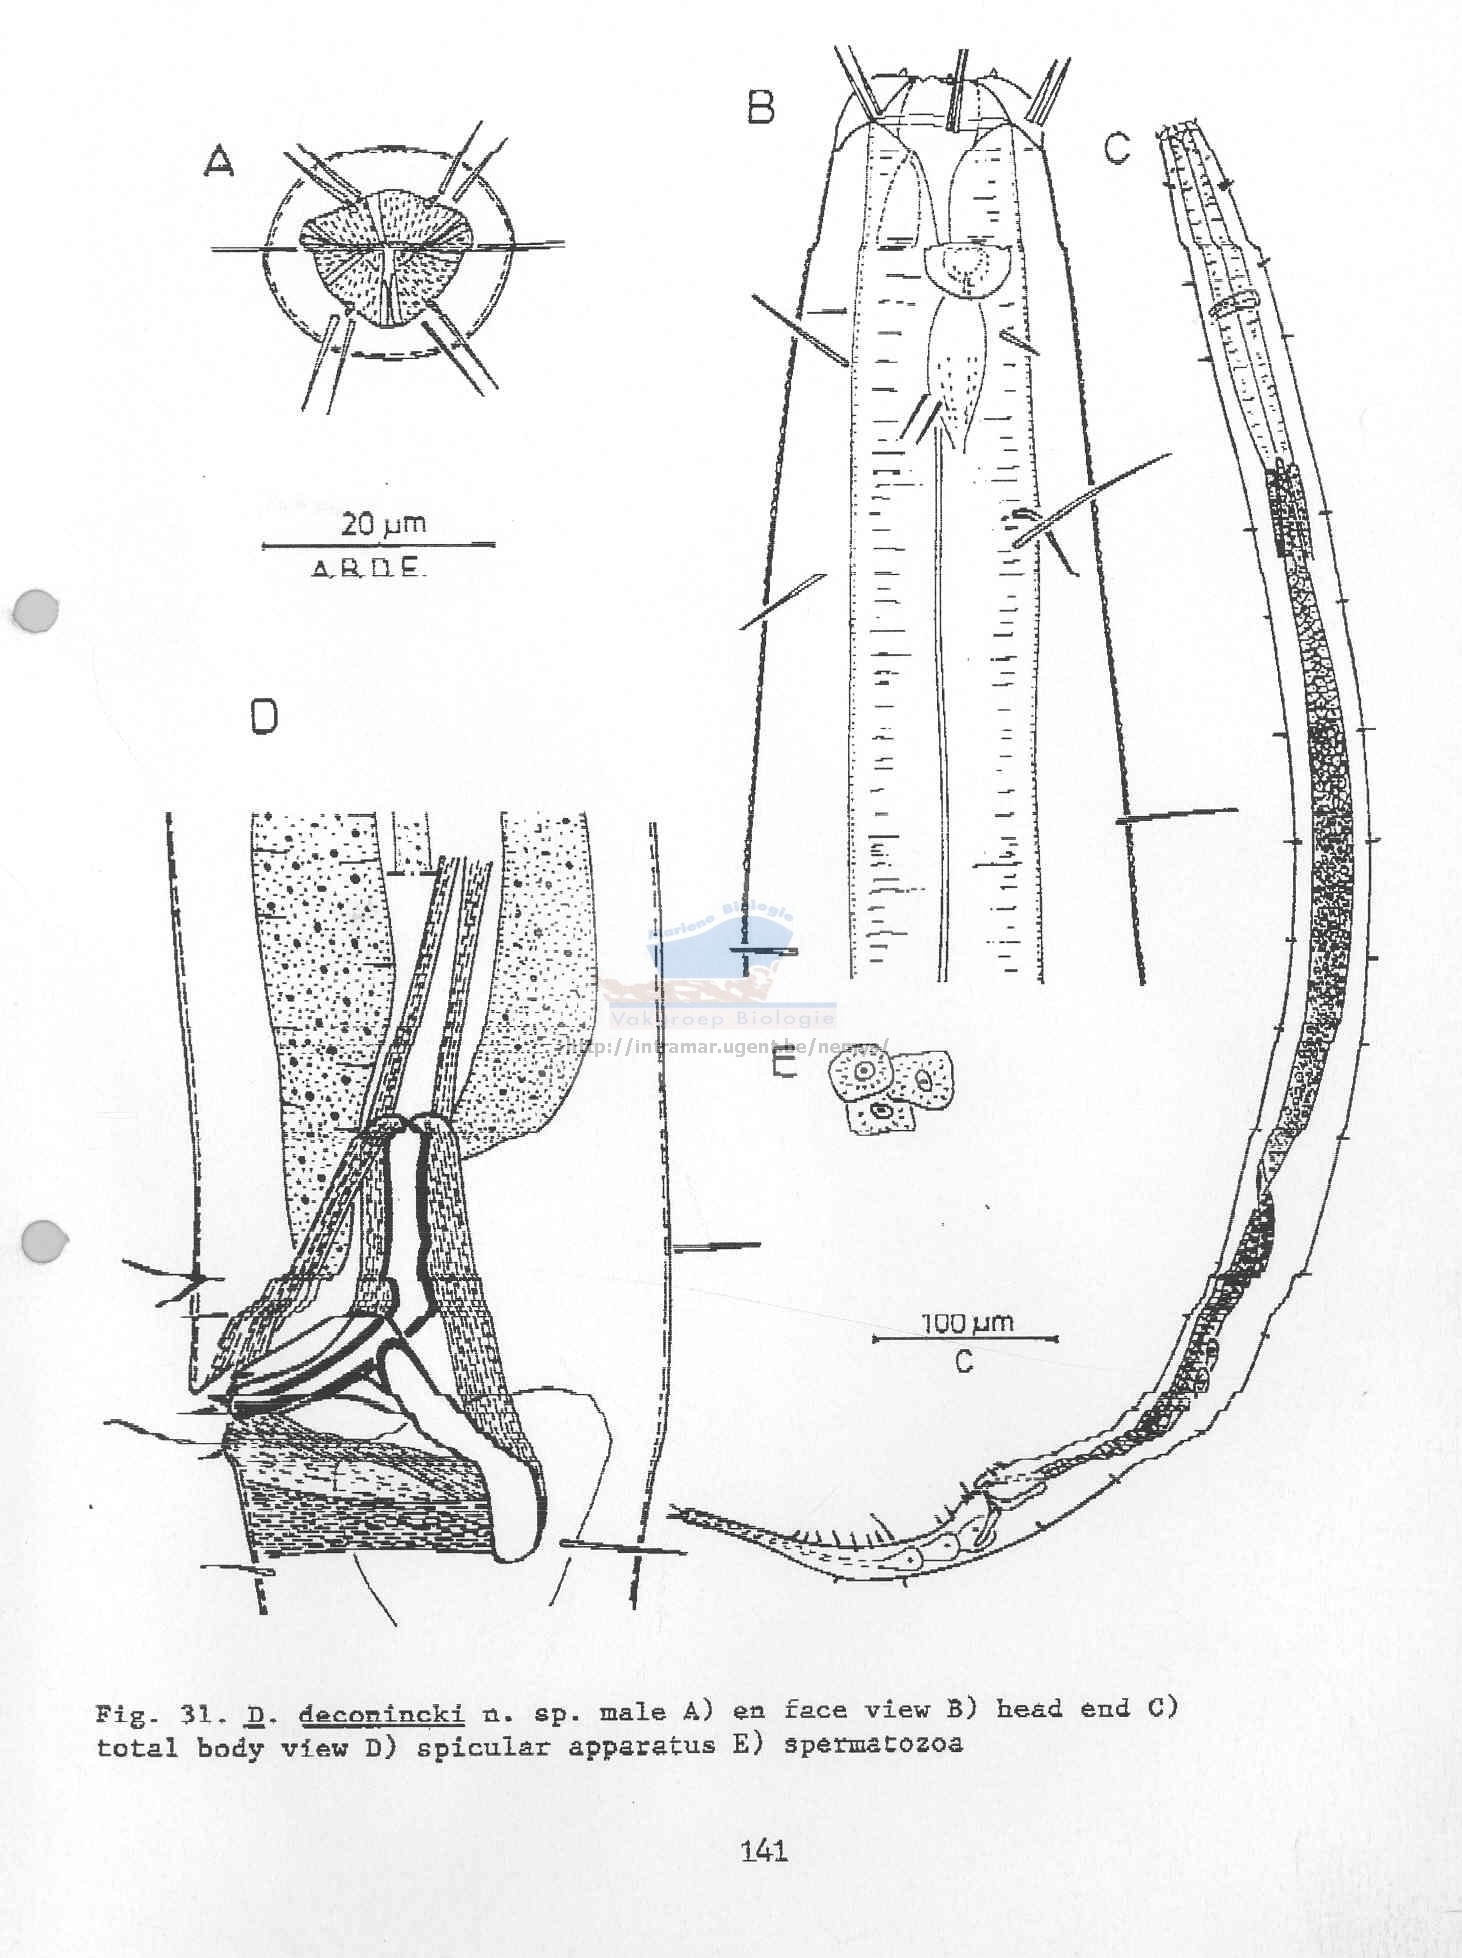 A
B
C
20 µm
A.B.D.E.
D
Mariene Biologie
Vakgroep Biologie
http://intramar.ugent.be/nemys/
E
100 µm
C
Fig. 31. D. deconincki n. sp. male A) en face view B) head end C)
total body view D) spicular apparatus E) spermatozoa
141